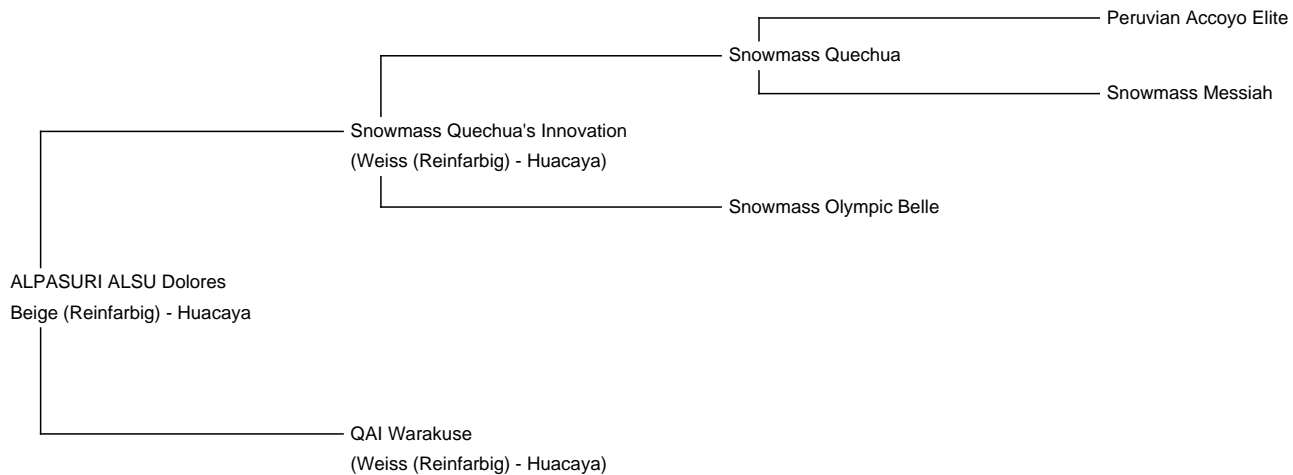 Peruvian Accoyo Elite
Snowmass Quechua
Snowmass Messiah
Snowmass Quechua's Innovation
(Weiss (Reinfarbig) - Huacaya)
Snowmass Olympic Belle
ALPASURI ALSU Dolores
Beige (Reinfarbig) - Huacaya
QAI Warakuse
(Weiss (Reinfarbig) - Huacaya)